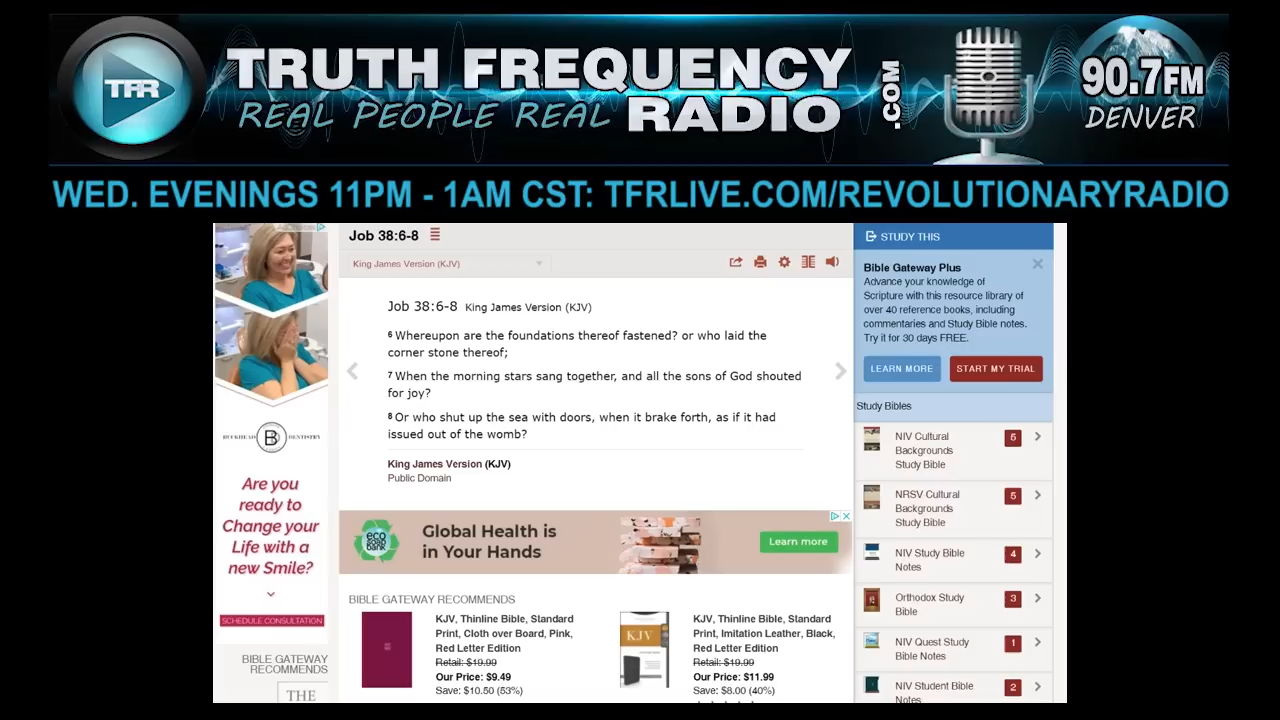 TFR
TRUTH FREQUENCY
REAL PEOPLE REAL RADIO
.COM
90.7FM
DENVER
WED. EVENINGS 11PM - 1AM CST: TFRLIVE.COM/REVOLUTIONARYRADIO
BUCKHEAD B DENTISTRY
Are you
ready to
Change your
Life with a
new Smile?
SCHEDULE CONSULTATION
BIBLE GATEWAY
RECOMMENDS
THE
Job 38:6-8
King James Version (KJV)
Job 38:6-8 King James Version (KJV)
6 Whereupon are the foundations thereof fastened? or who laid the
corner stone thereof;
7 When the morning stars sang together, and all the sons of God shouted
for joy?
8 Or who shut up the sea with doors, when it brake forth, as if it had
issued out of the womb?
King James Version (KJV)
Public Domain
eco
soap
bank
Global Health is
in Your Hands
Learn more
BIBLE GATEWAY RECOMMENDS
KJV, Thinline Bible, Standard
Print, Cloth over Board, Pink,
Red Letter Edition
Retail: $19.99
Our Price: $9.49
Save: $10.50 (53%)
KJV
KJV, Thinline Bible, Standard
Print, Imitation Leather, Black,
Red Letter Edition
Retail: $19.99
Our Price: $11.99
Save: $8.00 (40%)
STUDY THIS
Bible Gateway Plus
Advance your knowledge of
Scripture with this resource library of
over 40 reference books, including
commentaries and Study Bible notes.
Try it for 30 days FREE.
LEARN MORE
START MY TRIAL
Study Bibles
NIV Cultural
Backgrounds
Study Bible
5
NRSV Cultural
Backgrounds
Study Bible
5
NIV Study Bible
Notes
4
Orthodox Study
Bible
3
NIV Quest Study
Bible Notes
1
NIV Student Bible
Notes
2